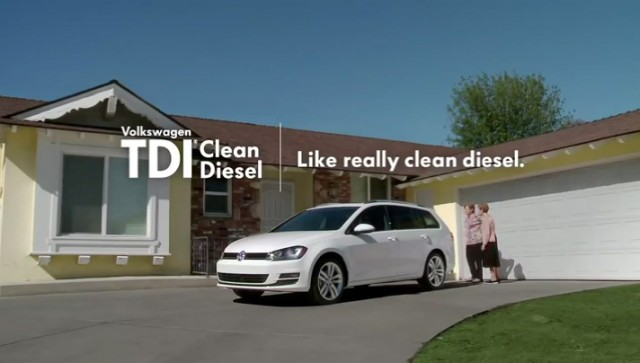 Volkswagen
TDI® Clean
Diesel
Like really clean diesel.